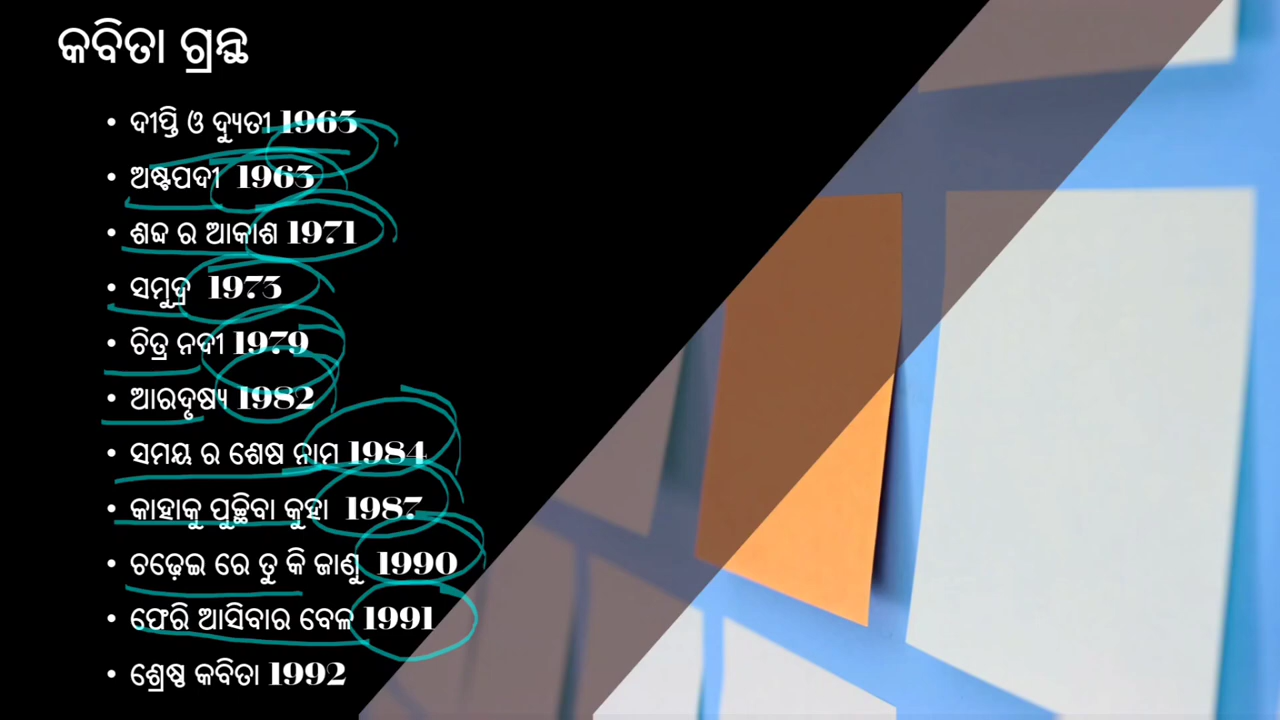 କବିତା ଗ୍ରନ୍ଥ
• ଦୀପ୍ତି ଓ ଦ୍ୟୁତୀ 1963
• ଅଷ୍ଟପଦୀ 1963
• ଶବ୍ଦ ର ଆକାଶ 1971
• ସମୁଦ୍ର 1973
• ଚିତ୍ର ନଦୀ 1979
• ଆରଦୃଷ୍ୟ 1982
• ସମୟ ର ଶେଷ ନାମ 1984
• କାହାକୁ ପୁଚ୍ଛିବା କୁହା 1987
• ଚଢ଼େଇ ରେ ତୁ କି ଜାଣୁ 1990
• ଫେରି ଆସିବାର ବେଳ 1991
• ଶ୍ରେଷ୍ଠ କବିତା 1992